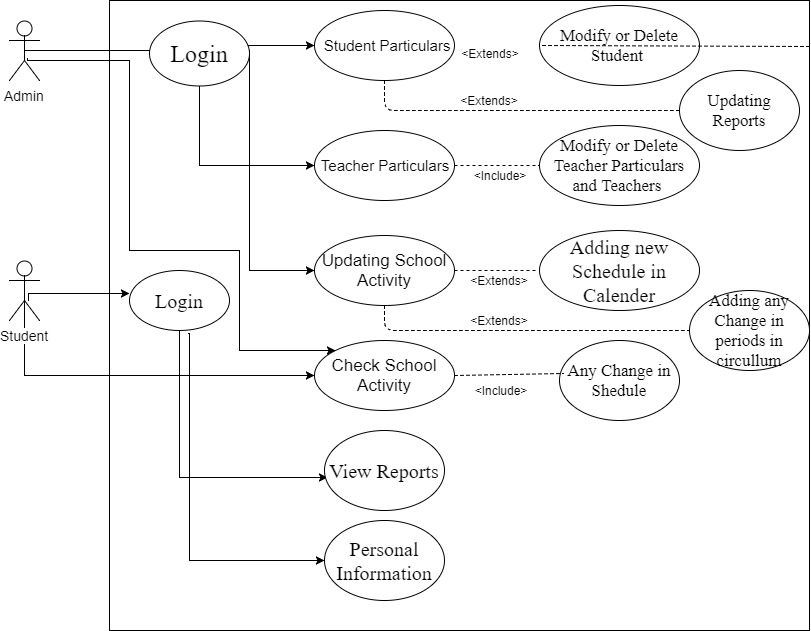 Admin
Login
Student Particulars
<Extends>
Modify or Delete
Student
<Extends>
Updating
Reports
Teacher Particulars
<Include>
Modify or Delete
Teacher Particulars
and Teachers
Updating School
Activity
<Extends>
Adding new
Schedule in
Calender
<Extends>
Adding any
Change in
periods in
circullum
Student
Login
Check School
Activity
<Include>
Any Change in
Shedule
View Reports
Personal
Information